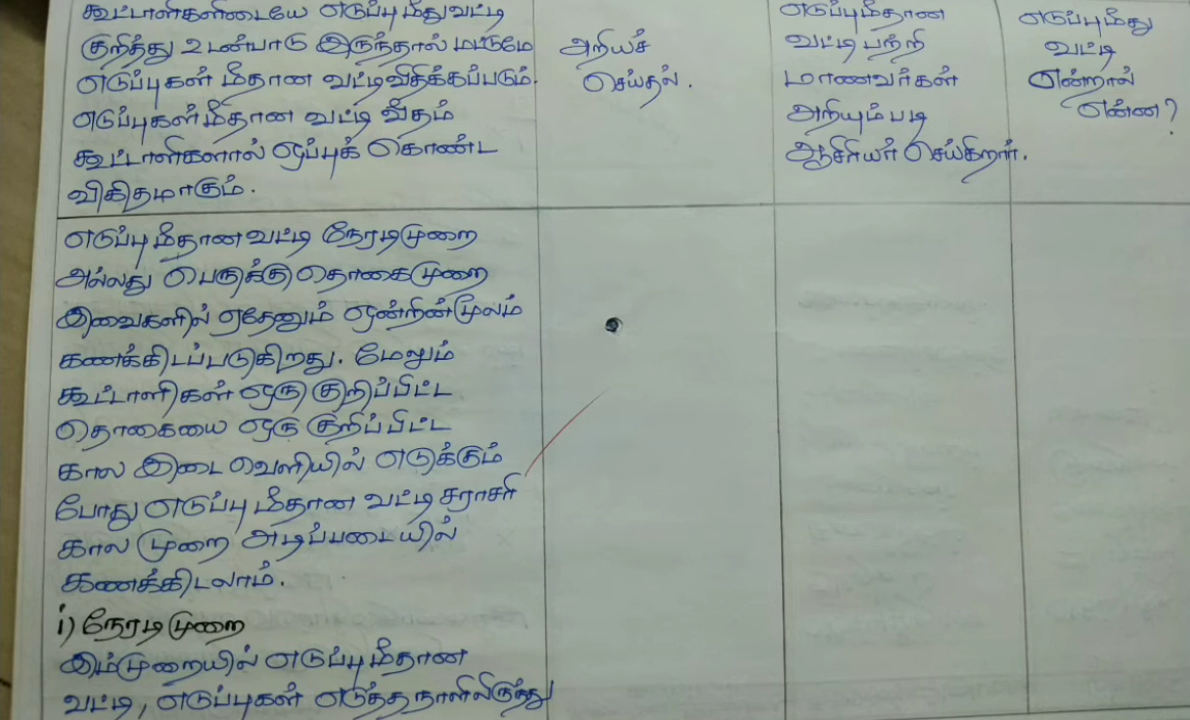 கூட்டாளிகளிடையே எடுப்பு மீது வட்டி
குறித்து உடன்பாடு இருந்தால் மட்டுமே
எடுப்புகள் மீதான வட்டி விதிக்கப்படும்.
எடுப்புகள் மீதான வட்டி வீதம்
கூட்டாளிகளால் ஒப்புக் கொண்ட
விகிதமாகும்.
அறியச்
செய்தல்.
எடுப்புமீதான
வட்டி பற்றி
மாணவர்கள்
அறியும் படி
ஆசிரியர் செய்கிறார்.
எடுப்பு மீது
வட்டி
என்றால்
என்ன?
எடுப்பு மீதான வட்டி நேரடிமுறை
அல்லது பெருக்கு தொகை முறை
இவைகளில் ஏதேனும் ஒன்றின் மூலம்
கணக்கிடப்படுகிறது. மேலும்
கூட்டாளிகள் ஒரு குறிப்பிட்ட
தொகையை ஒரு குறிப்பிட்ட
கால இடைவெளியில் எடுக்கும்
போது எடுப்பு மீதான வட்டி சராசரி
கால முறை அடிப்படையில்
கணக்கிடலாம்.
i) நேரடி முறை
இம்முறையில் எடுப்பு மீதான
வட்டி, எடுப்புகள் எடுத்த நாளிலிருந்து